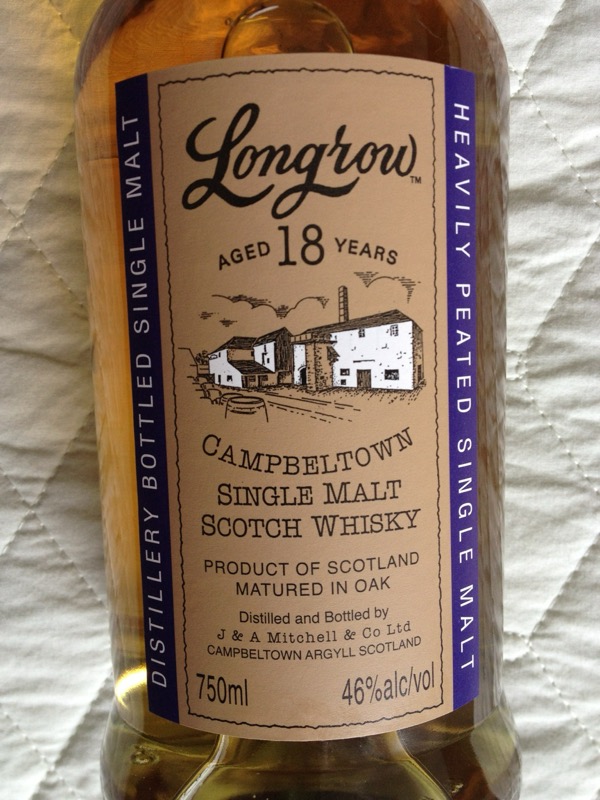 Longrow™
AGED 18 YEARS
CAMPBELTOWN
SINGLE MALT
SCOTCH WHISKY
PRODUCT OF SCOTLAND
MATURED IN OAK
Distilled and Bottled by
J & A Mitchell & Co Ltd
CAMPBELTOWN ARGYLL SCOTLAND
750ml 46%alc/vol
DISTILLERY BOTTLED SINGLE MALT
HEAVILY PEATED SINGLE MALT